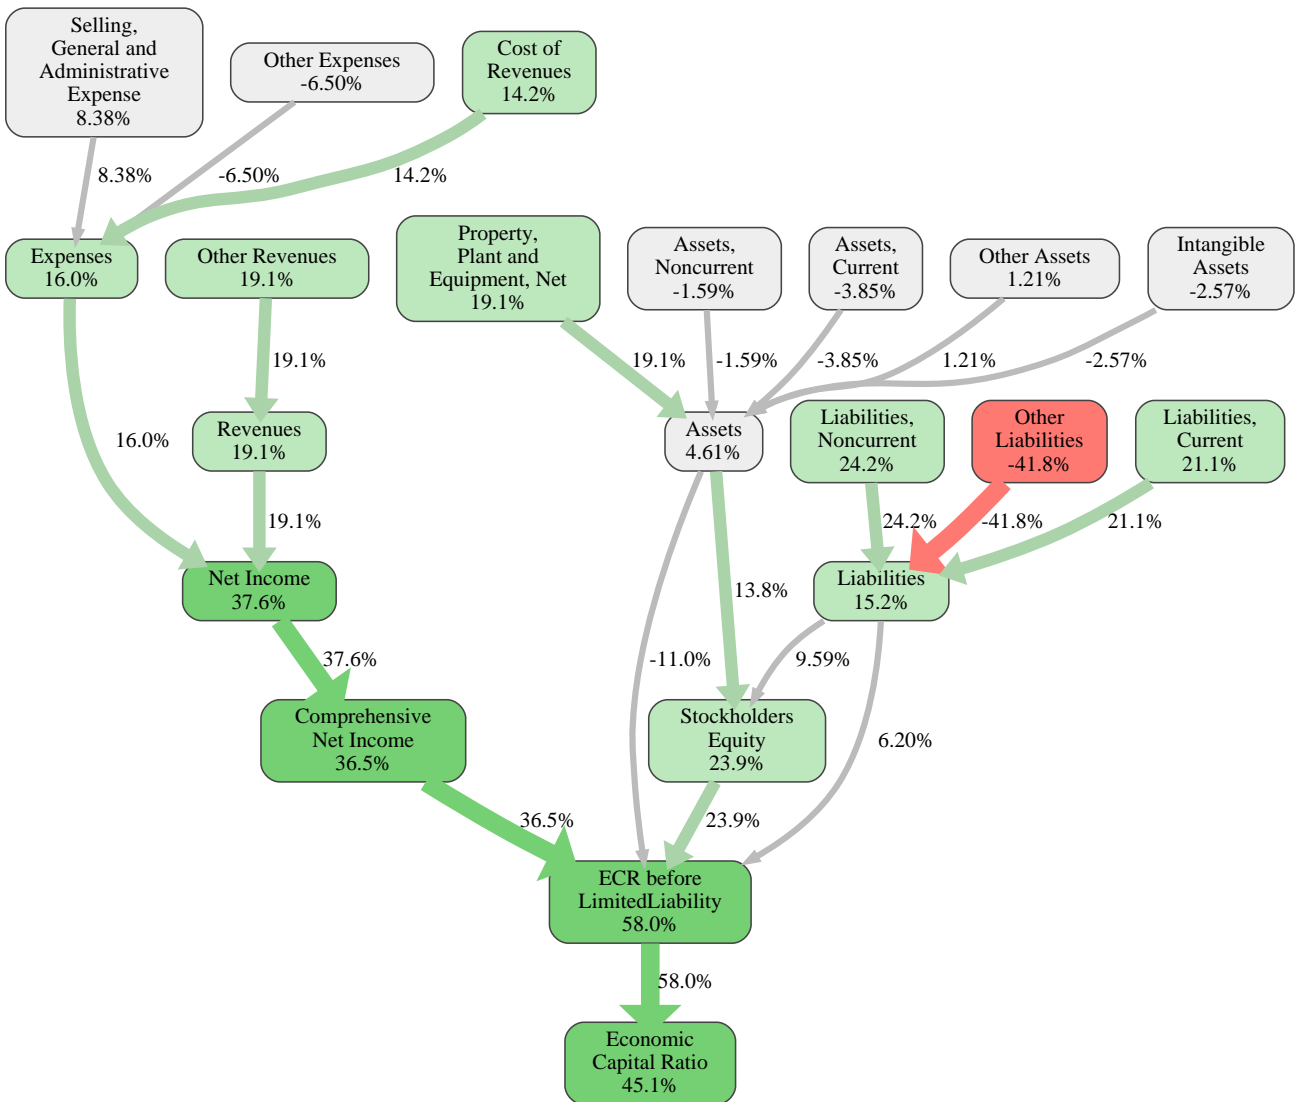 Selling,
General and
Administrative
Expense
8.38%
Other Expenses
-6.50%
Cost of
Revenues
14.2%
8.38%
-6.50%
14.2%
Expenses
16.0%
Other Revenues
19.1%
Property,
Plant and
Equipment, Net
19.1%
Assets,
Noncurrent
-1.59%
Assets,
Current
-3.85%
Other Assets
1.21%
Intangible
Assets
-2.57%
19.1%
19.1%
-1.59%
-3.85%
1.21%
-2.57%
16.0%
Revenues
19.1%
Assets
4.61%
Liabilities,
Noncurrent
24.2%
Other
Liabilities
-41.8%
Liabilities,
Current
21.1%
19.1%
24.2%
-41.8%
21.1%
Net Income
37.6%
13.8%
Liabilities
15.2%
37.6%
-11.0%
9.59%
Comprehensive
Net Income
36.5%
Stockholders
Equity
23.9%
6.20%
36.5%
23.9%
ECR before
LimitedLiability
58.0%
58.0%
Economic
Capital Ratio
45.1%